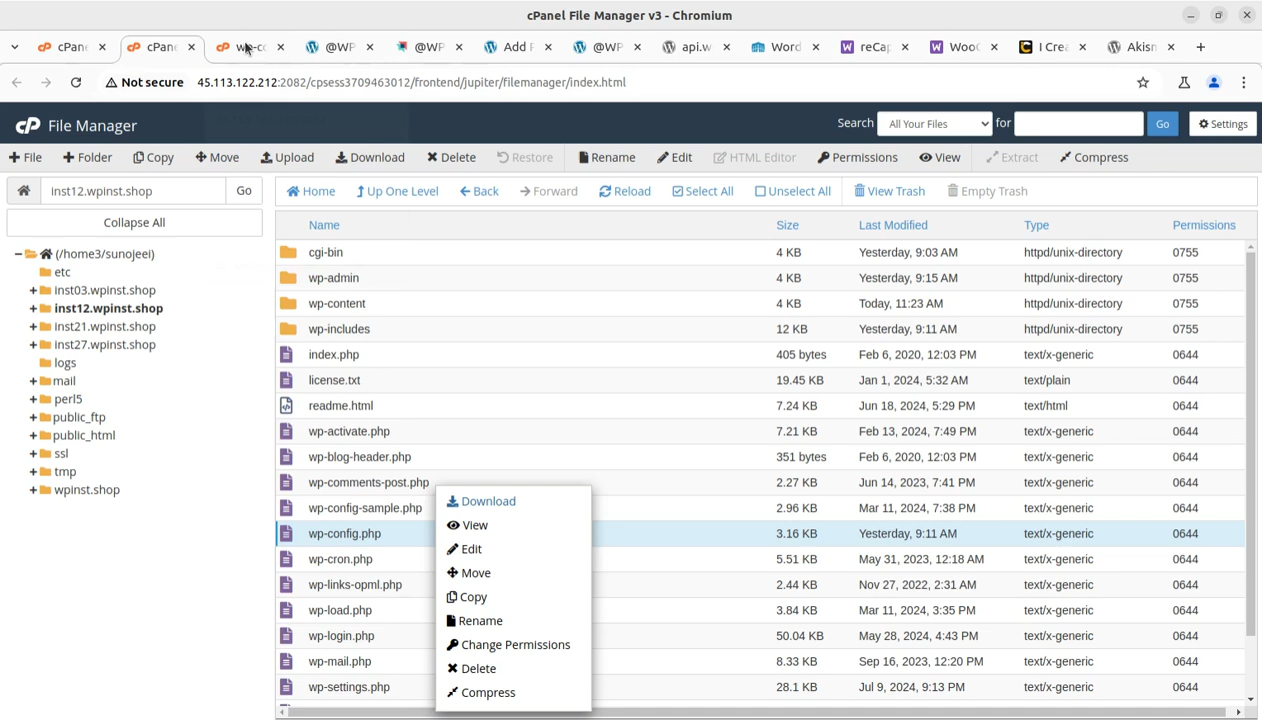 cPanel File Manager v3 - Chromium
cPane
cPane
wp-co
@WP
@WP
Add P
@WP
api.w
Word
reCap
WooC
I Crea
Akism
Not secure 45.113.122.212:2082/cpsess3709463012/frontend/jupiter/filemanager/index.html
cP File Manager
Search All Your Files for Go Settings
File Folder Copy Move Upload Download Delete Restore Rename Edit HTML Editor Permissions View Extract Compress
inst12.wpinst.shop Go
Home Up One Level Back Forward Reload Select All Unselect All View Trash Empty Trash
Collapse All
(/home3/sunojeei)
etc
inst03.wpinst.shop
inst12.wpinst.shop
inst21.wpinst.shop
inst27.wpinst.shop
logs
mail
perl5
public_ftp
public_html
ssl
tmp
wpinst.shop
Name Size Last Modified Type Permissions
cgi-bin 4 KB Yesterday, 9:03 AM httpd/unix-directory 0755
wp-admin 4 KB Yesterday, 9:15 AM httpd/unix-directory 0755
wp-content 4 KB Today, 11:23 AM httpd/unix-directory 0755
wp-includes 12 KB Yesterday, 9:11 AM httpd/unix-directory 0755
index.php 405 bytes Feb 6, 2020, 12:03 PM text/x-generic 0644
license.txt 19.45 KB Jan 1, 2024, 5:32 AM text/plain 0644
readme.html 7.24 KB Jun 18, 2024, 5:29 PM text/html 0644
wp-activate.php 7.21 KB Feb 13, 2024, 7:49 PM text/x-generic 0644
wp-blog-header.php 351 bytes Feb 6, 2020, 12:03 PM text/x-generic 0644
wp-comments-post.php 2.27 KB Jun 14, 2023, 7:41 PM text/x-generic 0644
wp-config-sample.php 2.96 KB Mar 11, 2024, 7:38 PM text/x-generic 0644
wp-config.php 3.16 KB Yesterday, 9:11 AM text/x-generic 0644
wp-cron.php 5.51 KB May 31, 2023, 12:18 AM text/x-generic 0644
wp-links-opml.php 2.44 KB Nov 27, 2022, 2:31 AM text/x-generic 0644
wp-load.php 3.84 KB Mar 11, 2024, 3:35 PM text/x-generic 0644
wp-login.php 50.04 KB May 28, 2024, 4:43 PM text/x-generic 0644
wp-mail.php 8.33 KB Sep 16, 2023, 12:20 PM text/x-generic 0644
wp-settings.php 28.1 KB Jul 9, 2024, 9:13 PM text/x-generic 0644
Download
View
Edit
Move
Copy
Rename
Change Permissions
Delete
Compress